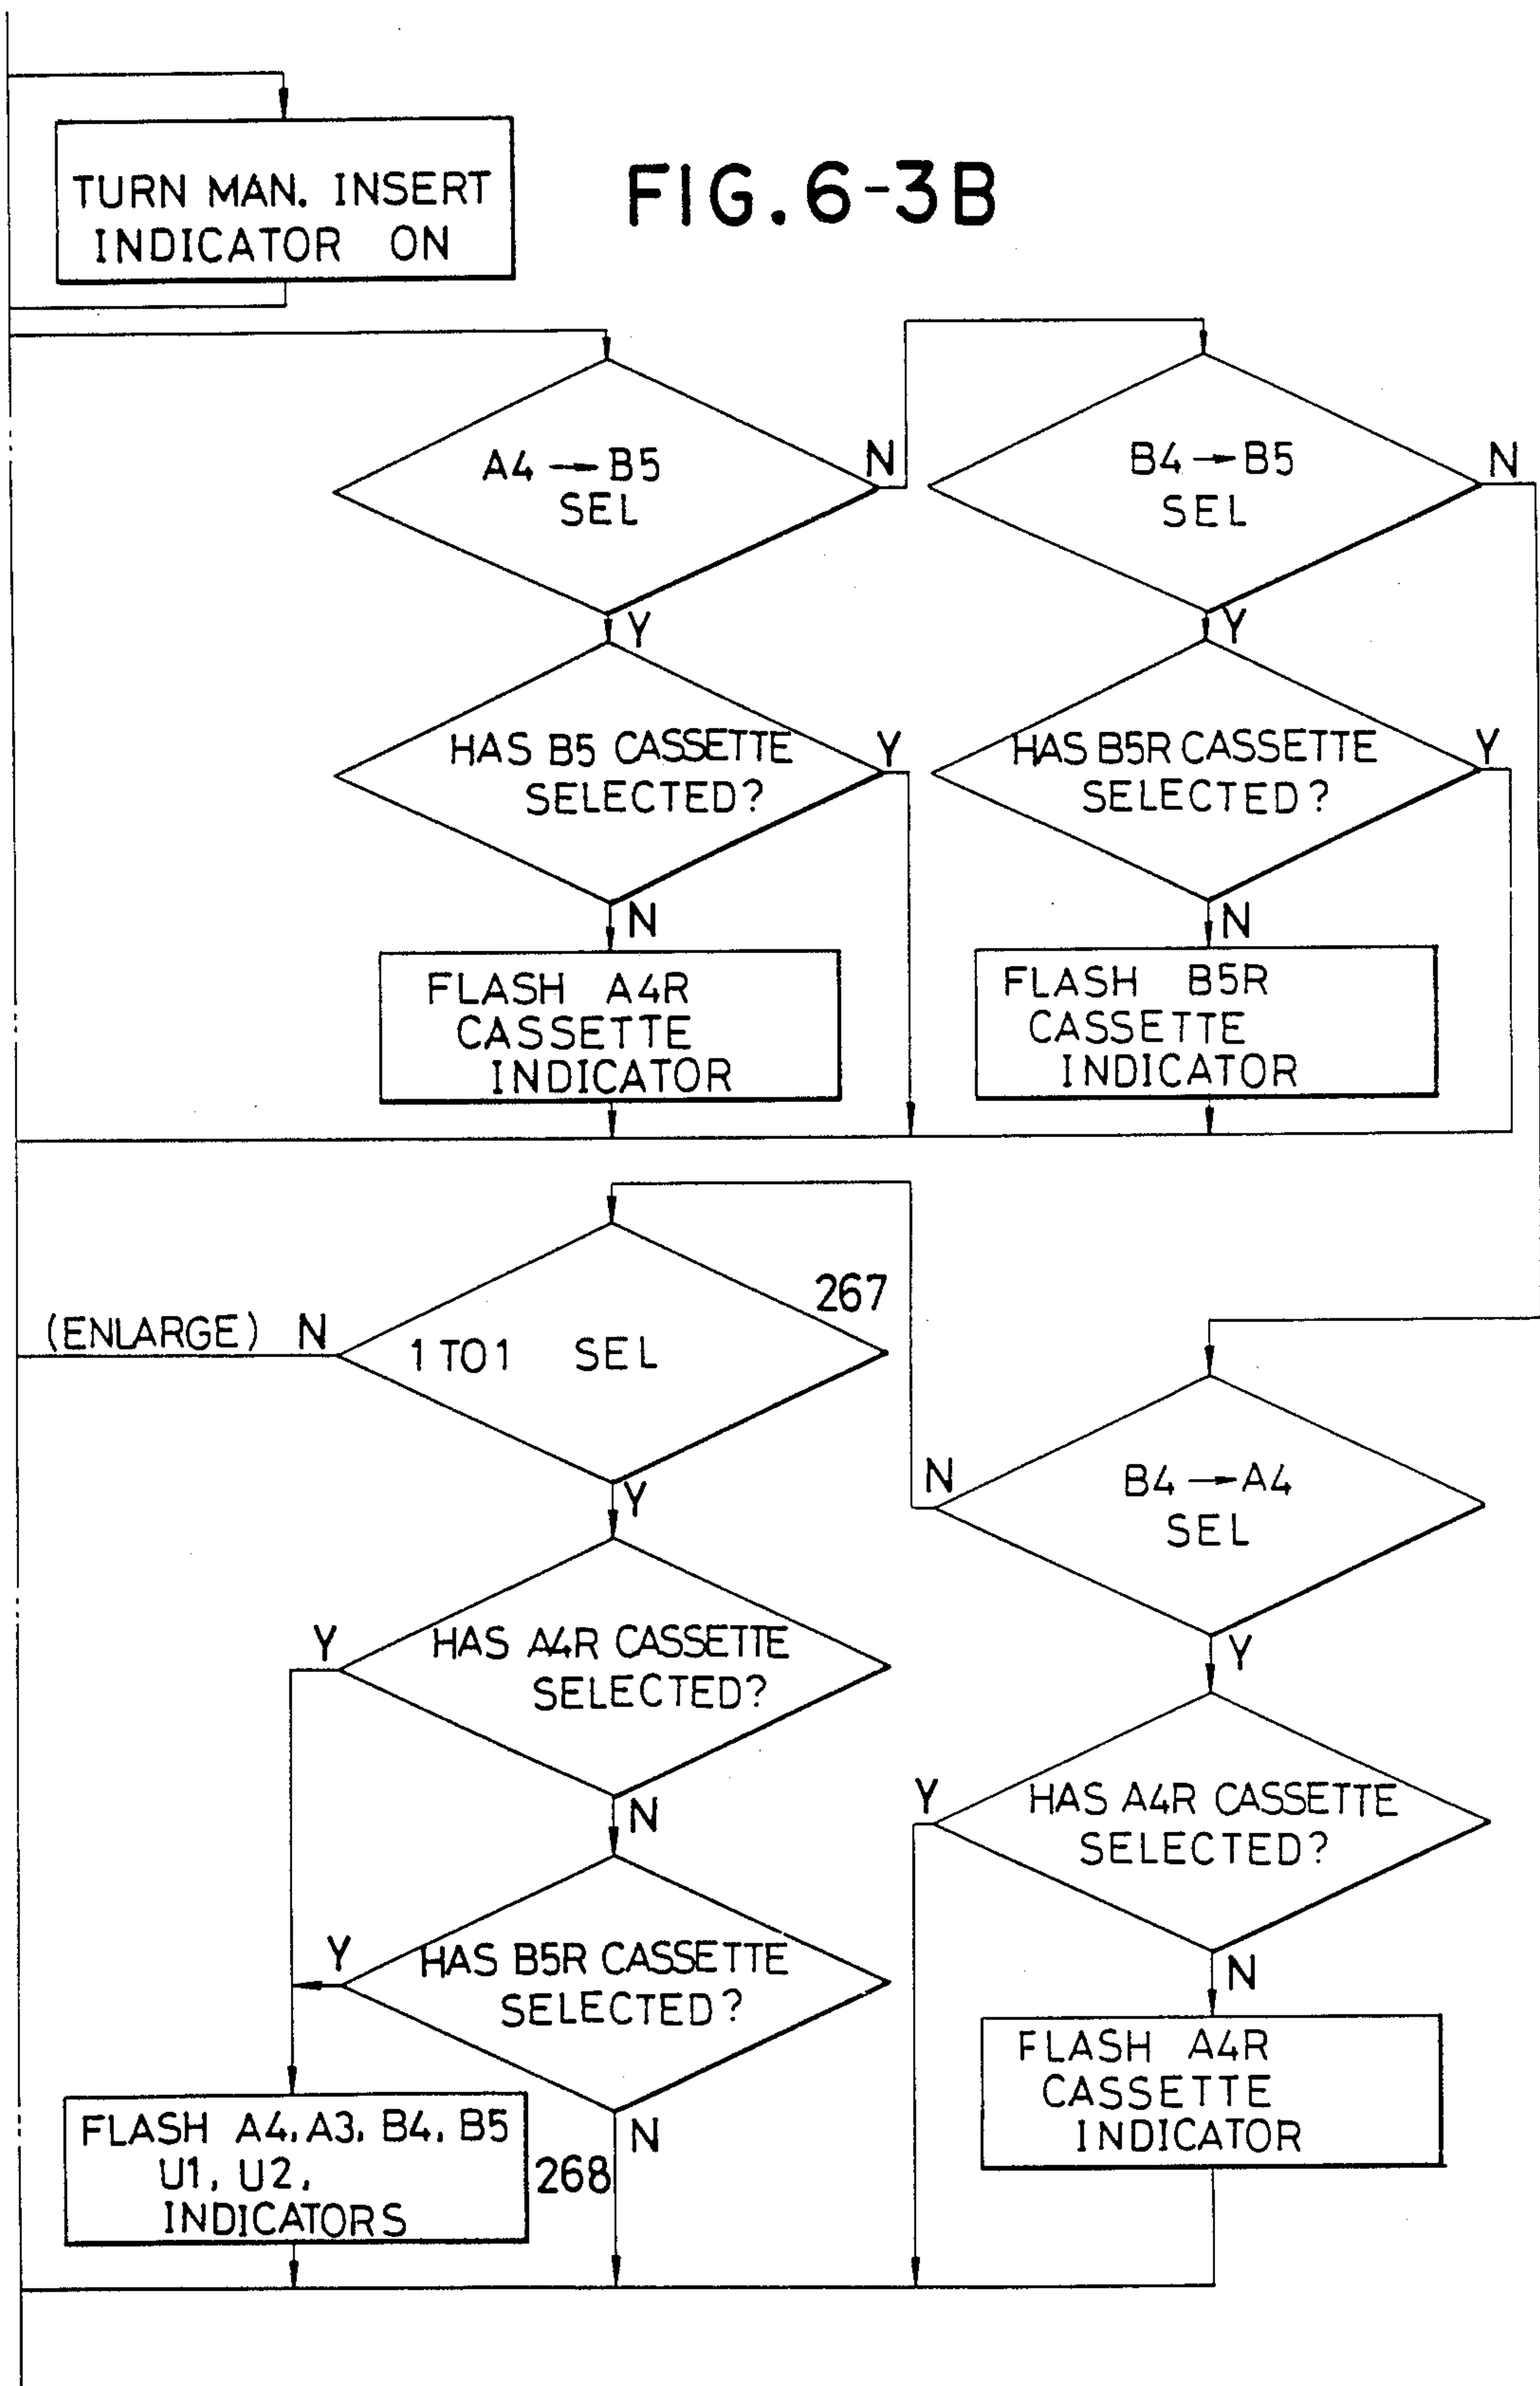 FIG. 6-3B
TURN MAN. INSERT
INDICATOR ON
A4 → B5
SEL
N
Y
B4 → B5
SEL
N
Y
HAS B5 CASSETTE
SELECTED?
Y
N
HAS B5R CASSETTE
SELECTED?
Y
N
FLASH A4R
CASSETTE
INDICATOR
FLASH B5R
CASSETTE
INDICATOR
267
(ENLARGE) N
1 TO 1 SEL
Y
N
B4 → A4
SEL
Y
Y
HAS A4R CASSETTE
SELECTED?
N
Y
HAS A4R CASSETTE
SELECTED?
N
Y
HAS B5R CASSETTE
SELECTED?
N
FLASH A4R
CASSETTE
INDICATOR
FLASH A4, A3, B4, B5
U1, U2,
INDICATORS
268